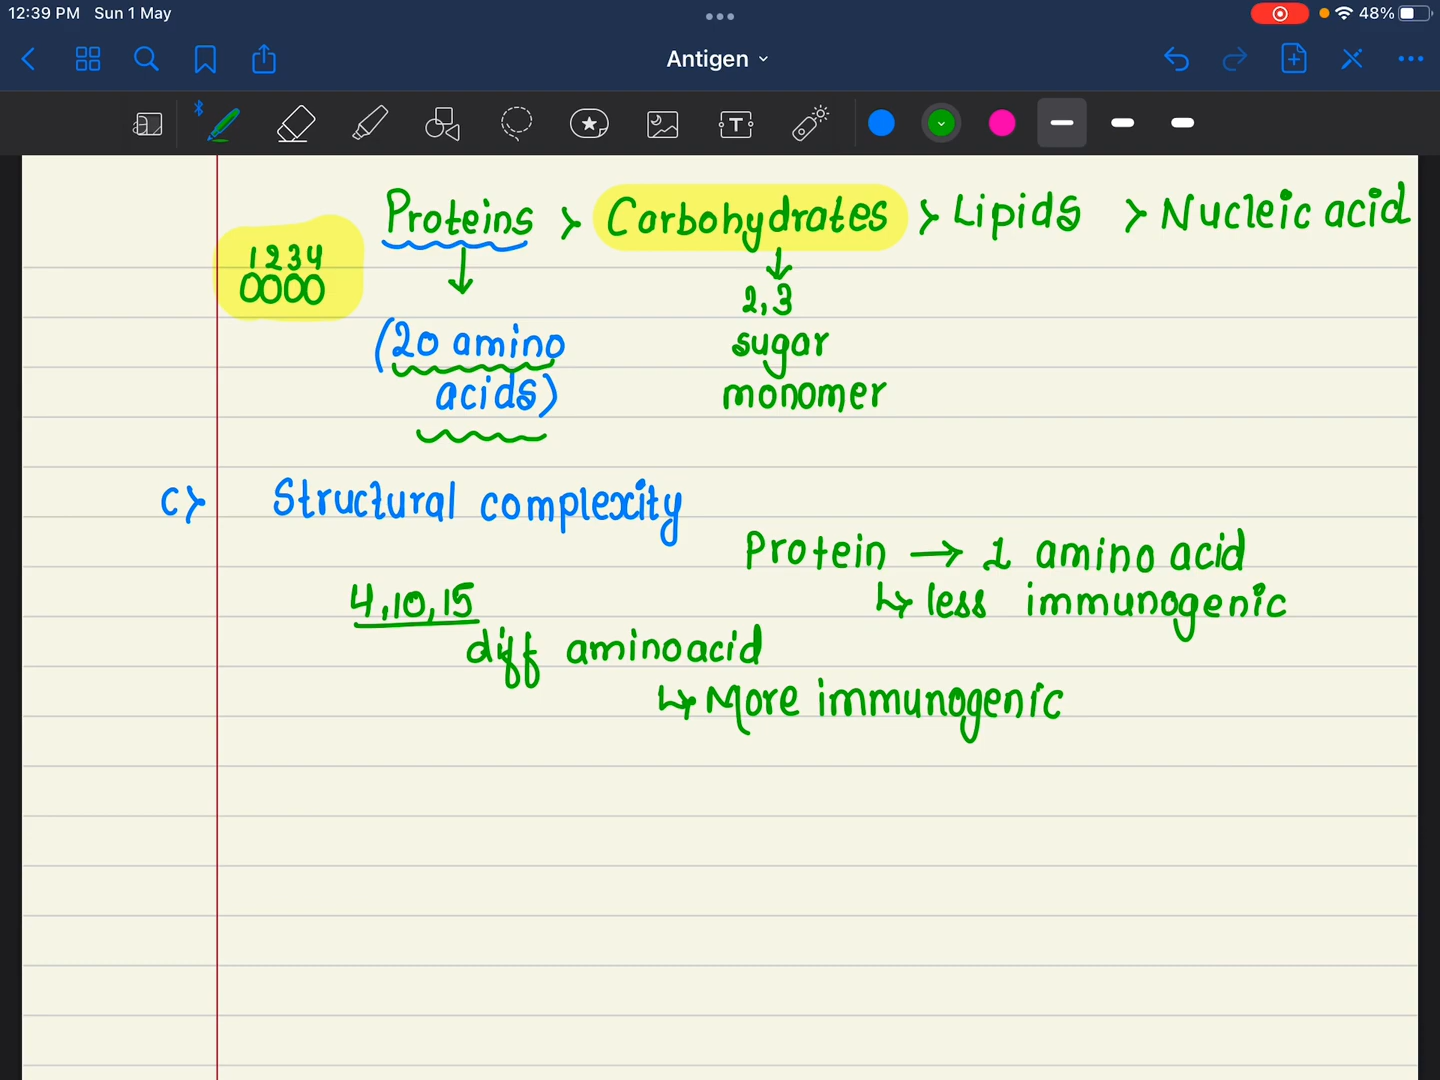 12:39 PM Sun 1 May
48%
Antigen
Proteins > Carbohydrates > Lipids > Nucleic acid
1234
0000
2,3
(20 amino
sugar
acids)
monomer
c> Structural complexity
Protein → 1 amino acid
↳ less immunogenic
4,10,15
diff aminoacid
↳ More immunogenic